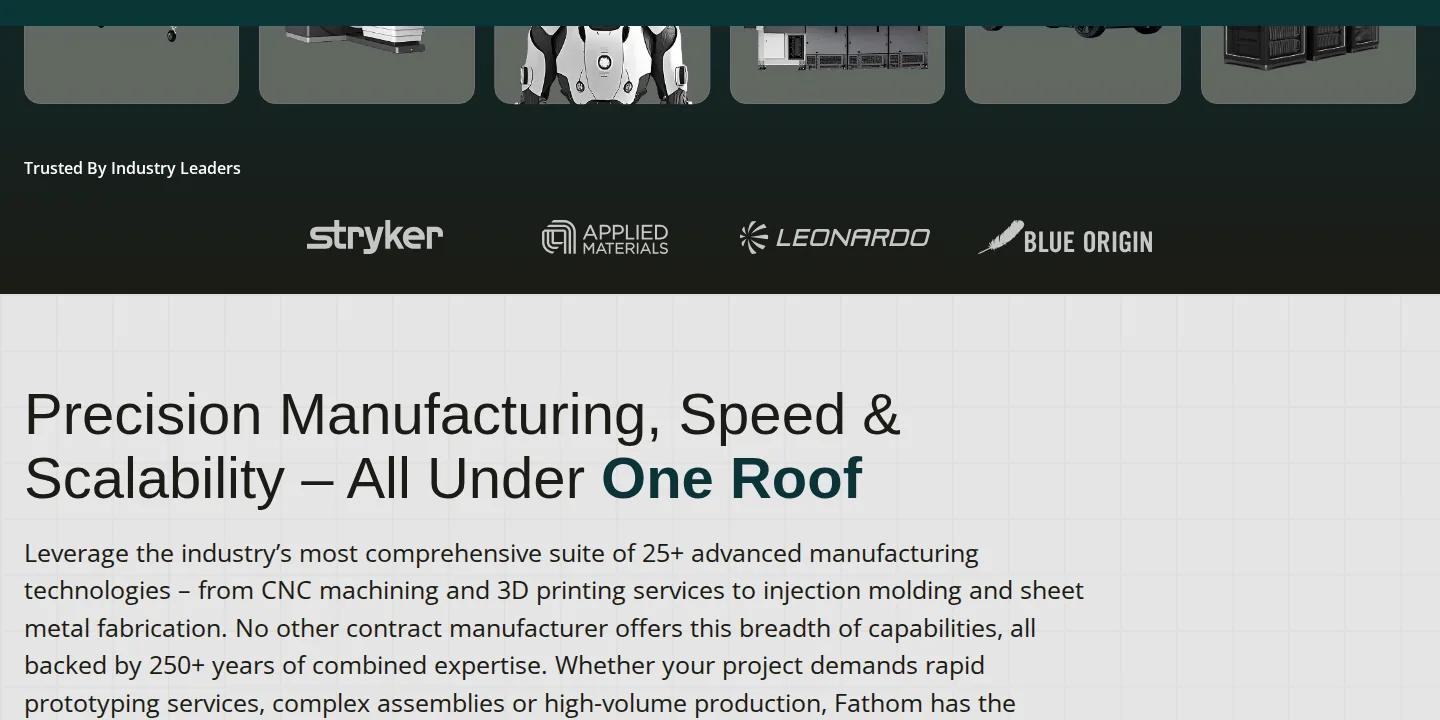 Trusted By Industry Leaders
stryker
APPLIED
MATERIALS
LEONARDO
BLUE ORIGIN
Precision Manufacturing, Speed &
Scalability – All Under One Roof
Leverage the industry’s most comprehensive suite of 25+ advanced manufacturing
technologies – from CNC machining and 3D printing services to injection molding and sheet
metal fabrication. No other contract manufacturer offers this breadth of capabilities, all
backed by 250+ years of combined expertise. Whether your project demands rapid
prototyping services, complex assemblies or high-volume production, Fathom has the